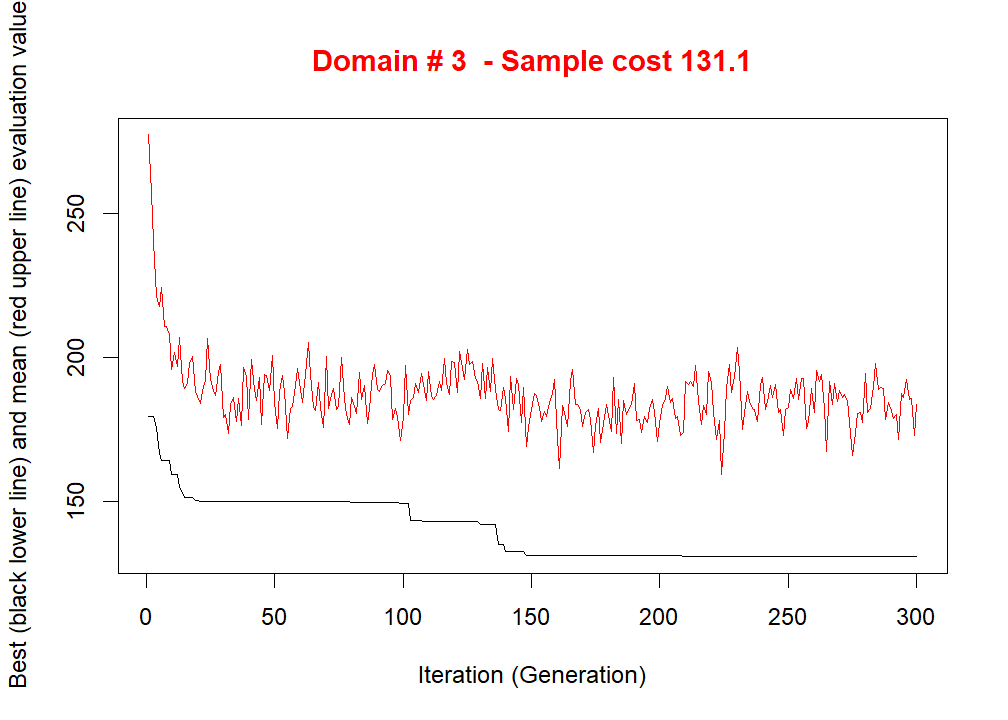 Domain # 3  - Sample cost 131.1
Best (black lower line) and mean (red upper line) evaluation value
250
200
150
0 50 100 150 200 250 300
Iteration (Generation)